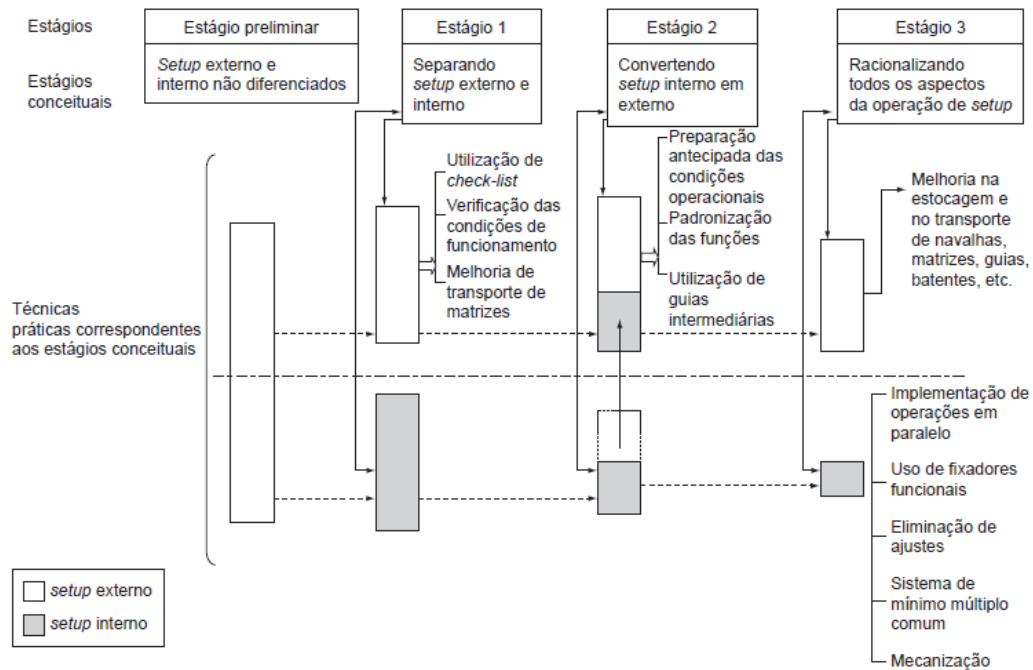 Estágios
Estágio preliminar
Setup externo e
interno não diferenciados
Estágio 1
Separando
setup externo e
interno
Estágio 2
Convertendo
setup interno em
externo
Estágio 3
Racionalizando
todos os aspectos
da operação de setup
Estágios
conceituais
Utilização de
check-list
Verificação das
condições de
funcionamento
Melhoria de
transporte de
matrizes
Preparação
antecipada das
condições
operacionais
Padronização
das funções
Utilização de
guias
intermediárias
Melhoria na
estocagem e
no transporte
de navalhas,
matrizes, guias,
batentes, etc.
Técnicas
práticas correspondentes
aos estágios conceituais
Implementação de
operações em
paralelo
Uso de fixadores
funcionais
Eliminação de
ajustes
Sistema de
mínimo múltiplo
comum
Mecanização
setup externo
setup interno